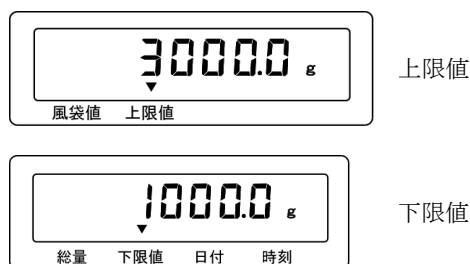 3000.0 g
上限値
風袋値 上限値
1000.0 g
下限値
総量 下限値 日付 時刻